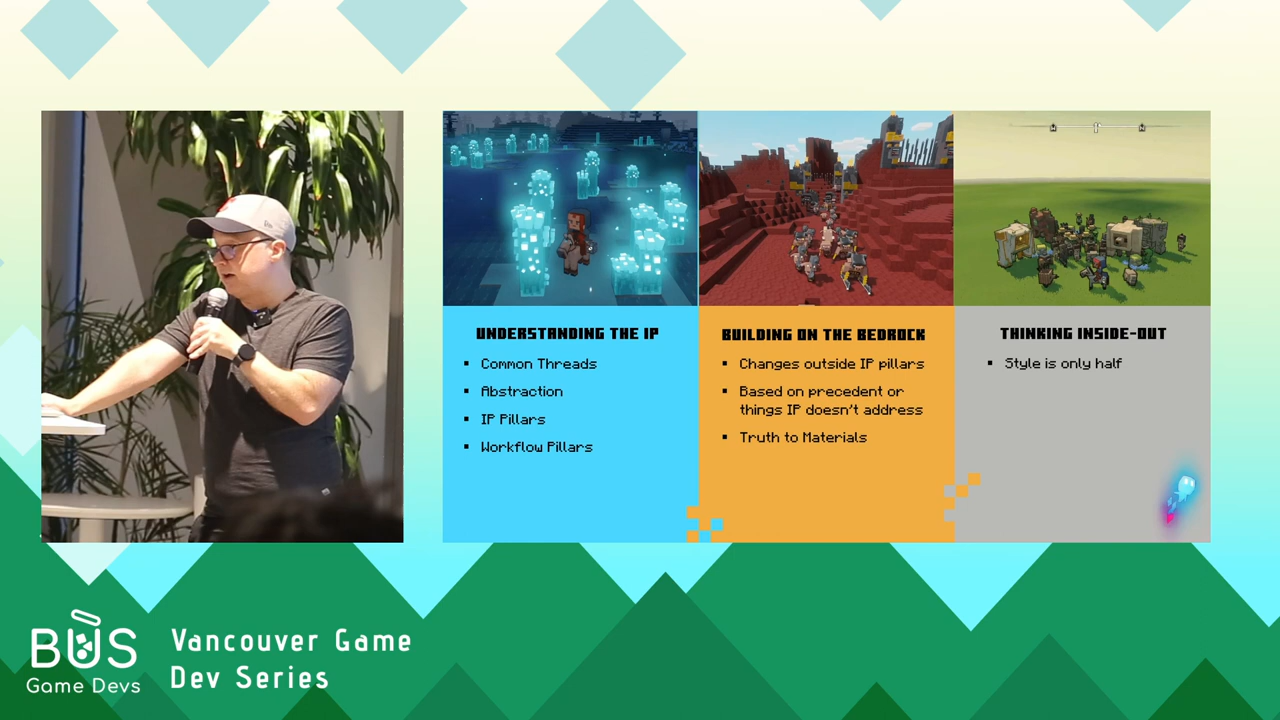 UNDERSTANDING THE IP
Common Threads
Abstraction
IP Pillars
Workflow Pillars
BUILDING ON THE BEDROCK
Changes outside IP pillars
Based on precedent or
things IP doesn't address
Truth to Materials
THINKING INSIDE-OUT
Style is only half
BUS
Game Devs
Vancouver Game
Dev Series